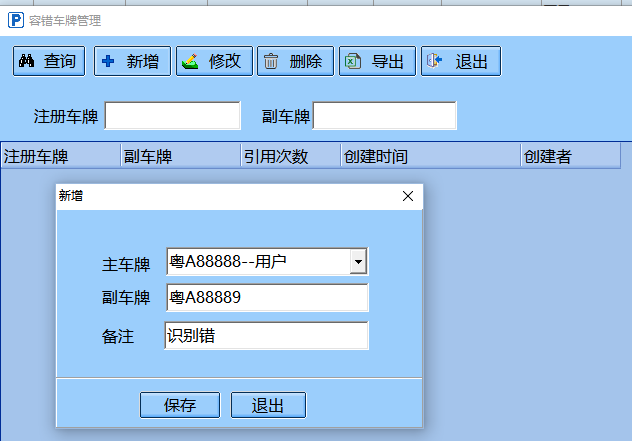 容错车牌管理
查询 新增 修改 删除 导出 退出
注册车牌 副车牌
注册车牌 副车牌 引用次数 创建时间 创建者
新增
主车牌 粤A88888--用户
副车牌 粤A88889
备注 识别错
保存 退出